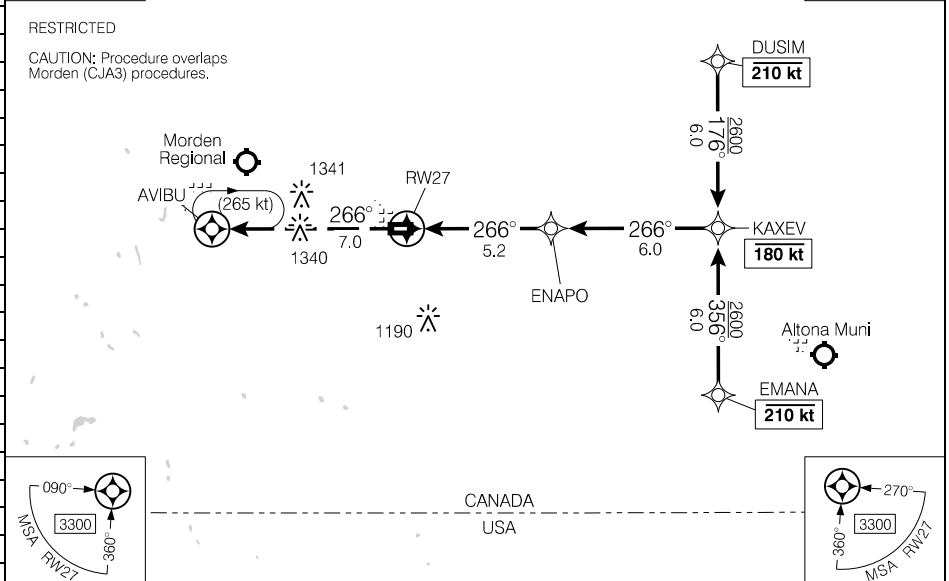 RESTRICTED
CAUTION: Procedure overlaps
Morden (CJA3) procedures.
DUSIM
210 kt
2600
176°
6.0
Morden
Regional
1341
RW27
AVIBU
(265 kt)
266°
7.0
1340
266°
5.2
266°
6.0
KAXEV
180 kt
ENAPO
2600
356°
6.0
1190
Altona Muni
EMANA
210 kt
090°
3300
360°
MSA RW27
CANADA
USA
270°
3300
360°
MSA RW27